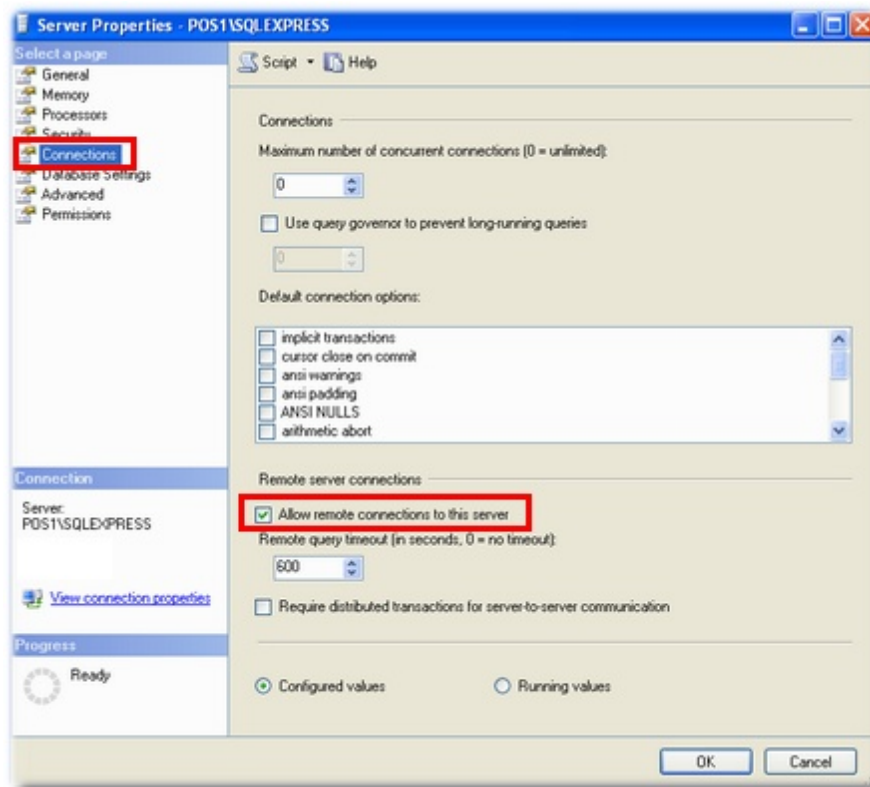 Server Properties - POS1\SQLEXPRESS
Select a page
General
Memory
Processors
Security
Connections
Database Settings
Advanced
Permissions
Script Help
Connections
Maximum number of concurrent connections (0 = unlimited):
0
Use query governor to prevent long-running queries
0
Default connection options:
implicit transactions
cursor close on commit
ansi warnings
ansi padding
ANSI NULLS
arithmetic abort
Connection
Server:
POS1\SQLEXPRESS
View connection properties
Progress
Ready
Remote server connections
Allow remote connections to this server
Remote query timeout (in seconds, 0 = no timeout):
600
Require distributed transactions for server-to-server communication
Configured values Running values
OK Cancel